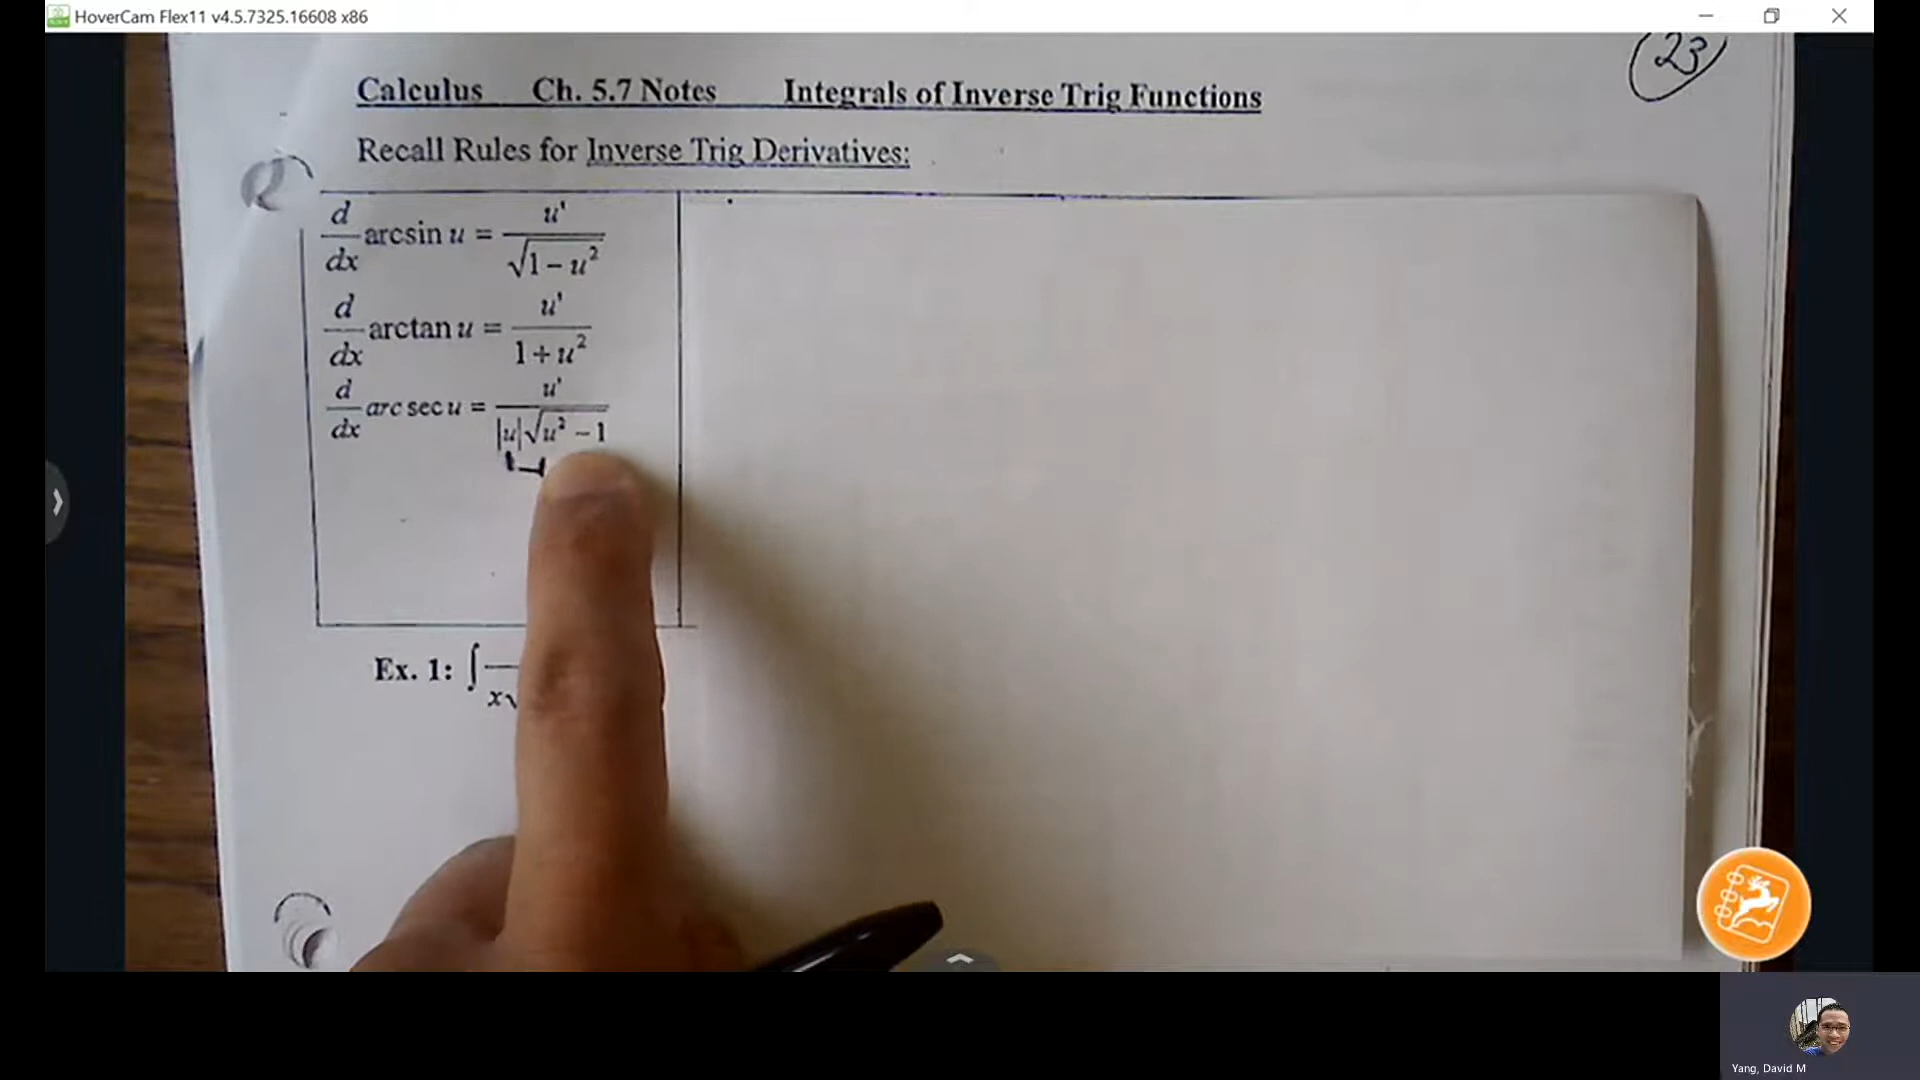 HoverCam Flex11 v4.5.7325.16608 x86
23
Calculus Ch. 5.7 Notes Integrals of Inverse Trig Functions
Recall Rules for Inverse Trig Derivatives:
d/dx arcsin u = u'/√(1 − u²)
d/dx arctan u = u'/(1 + u²)
d/dx arc sec u = u'/(|u|√(u² − 1))
Ex. 1: ∫ x√
Yang, David M